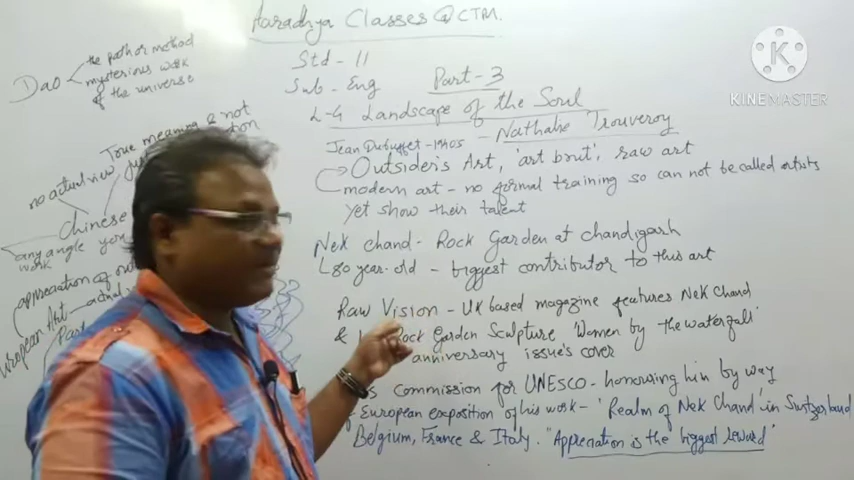 Aaradhya Classes @ CTM.
Std - 11
Sub - Eng Part-3
L-4 Landscape of the Soul
Jean Dubuffet - 1940s - Nathalie Trouveroy
Outsider's Art, 'art brut', raw art
modern art - no formal training so can not be called artists
yet show their talent
Nek chand - Rock Garden at chandigarh
80 year-old - biggest contributor to this art
Raw Vision - UK based magazine features Nek Chand
& Rock Garden Sculpture 'Women by the waterfall'
anniversary issue's cover
Commission for UNESCO - honouring him by way
European exposition of his work - 'Realm of Nek Chand' in Switzerland
Belgium, France & Italy. "Appreciation is the biggest reward"
Dao
the path or method
mysterious work
of the universe
True meaning & not
no actual view
Chinese
any angle
work
European Art
KINEMASTER